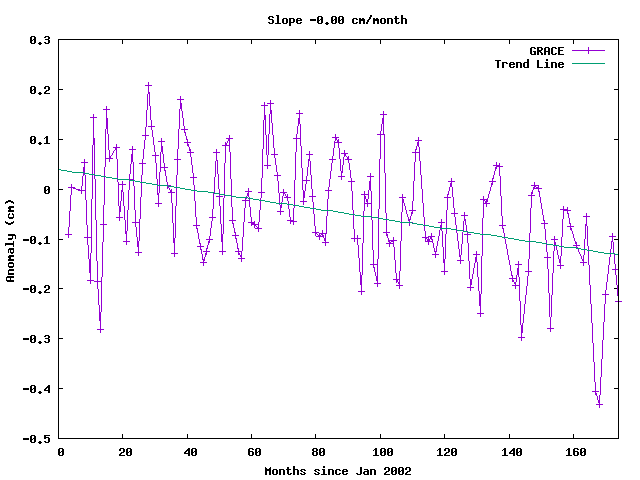 Slope -0.00 cm/month
GRACE
Trend Line
0.3
0.2
0.1
0
-0.1
-0.2
-0.3
-0.4
-0.5
Anomaly (cm)
0 20 40 60 80 100 120 140 160
Months since Jan 2002